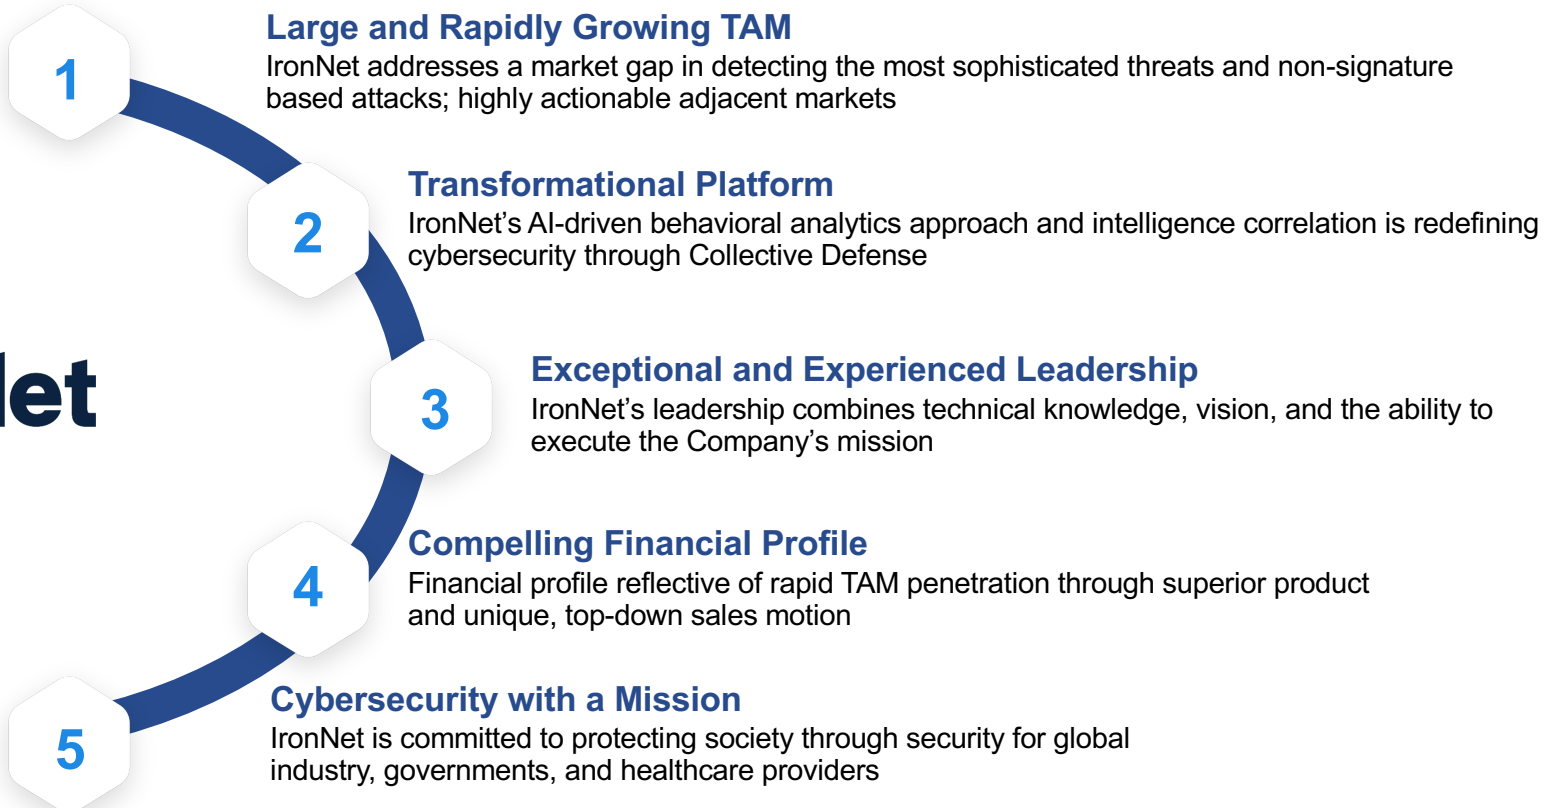 1
Large and Rapidly Growing TAM
IronNet addresses a market gap in detecting the most sophisticated threats and non-signature
based attacks; highly actionable adjacent markets
2
Transformational Platform
IronNet’s AI-driven behavioral analytics approach and intelligence correlation is redefining
cybersecurity through Collective Defense
let
3
Exceptional and Experienced Leadership
IronNet’s leadership combines technical knowledge, vision, and the ability to
execute the Company’s mission
4
Compelling Financial Profile
Financial profile reflective of rapid TAM penetration through superior product
and unique, top-down sales motion
5
Cybersecurity with a Mission
IronNet is committed to protecting society through security for global
industry, governments, and healthcare providers